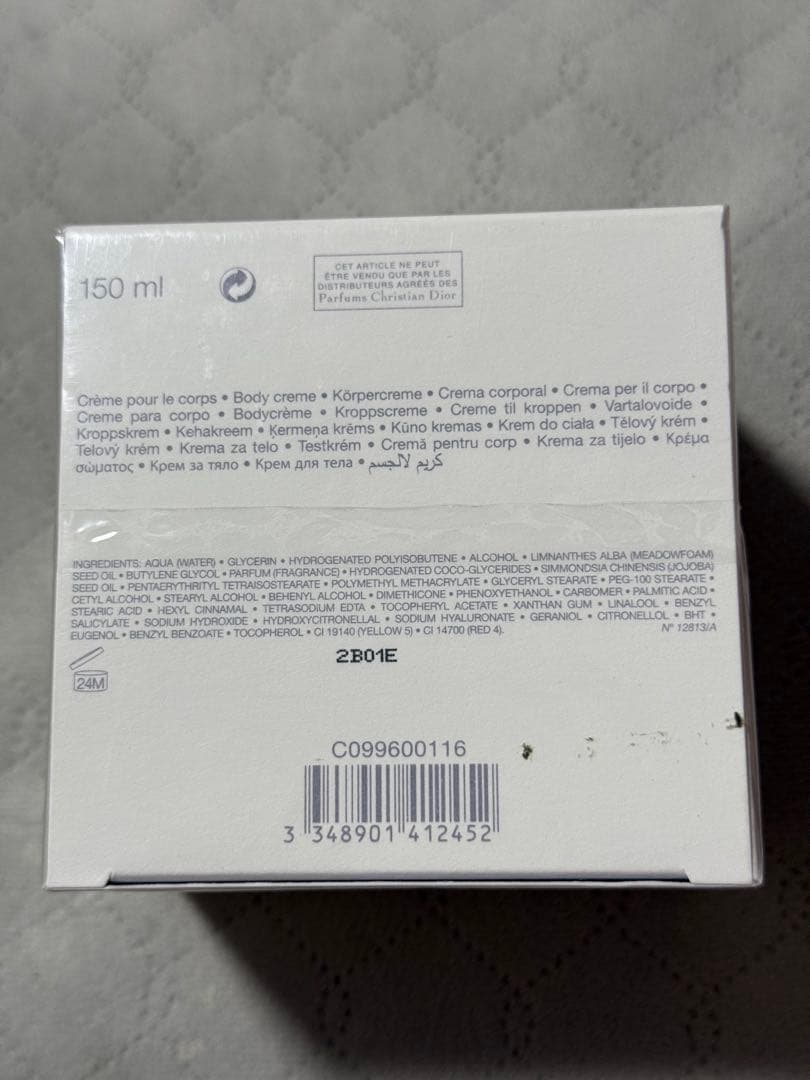 150 ml
CET ARTICLE NE PEUT
ÊTRE VENDU QUE PAR LES
DISTRIBUTEURS AGRÉÉS DES
Parfums Christian Dior
Crème pour le corps • Body creme • Körpercreme • Crema corporal • Crema per il corpo •
Creme para corpo • Bodycrème • Kroppscreme • Creme til kroppen • Vartalovoide •
Kroppskrem • Kehakreem • Ķermeņa krēms • Kūno kremas • Krem do ciała • Tělový krém •
Telový krém • Krema za telo • Testkrém • Cremă pentru corp • Krema za tijelo • Κρέμα
σώματος • Крем за тяло • Крем для тела • كريم لالجسم
INGREDIENTS: AQUA (WATER) • GLYCERIN • HYDROGENATED POLYISOBUTENE • ALCOHOL • LIMNANTHES ALBA (MEADOWFOAM)
SEED OIL • BUTYLENE GLYCOL • PARFUM (FRAGRANCE) • HYDROGENATED COCO-GLYCERIDES • SIMMONDSIA CHINENSIS (JOJOBA)
SEED OIL • PENTAERYTHRITYL TETRAISOSTEARATE • POLYMETHYL METHACRYLATE • GLYCERYL STEARATE • PEG-100 STEARATE •
CETYL ALCOHOL • STEARYL ALCOHOL • BEHENYL ALCOHOL • DIMETHICONE • PHENOXYETHANOL • CARBOMER • PALMITIC ACID •
STEARIC ACID • HEXYL CINNAMAL • TETRASODIUM EDTA • TOCOPHERYL ACETATE • XANTHAN GUM • LINALOOL • BENZYL
SALICYLATE • SODIUM HYDROXIDE • HYDROXYCITRONELLAL • SODIUM HYALURONATE • GERANIOL • CITRONELLOL • BHT •
EUGENOL • BENZYL BENZOATE • TOCOPHEROL • CI 19140 (YELLOW 5) • CI 14700 (RED 4). N° 12813/A
2B01E
24M
C099600116
3 348901 412452